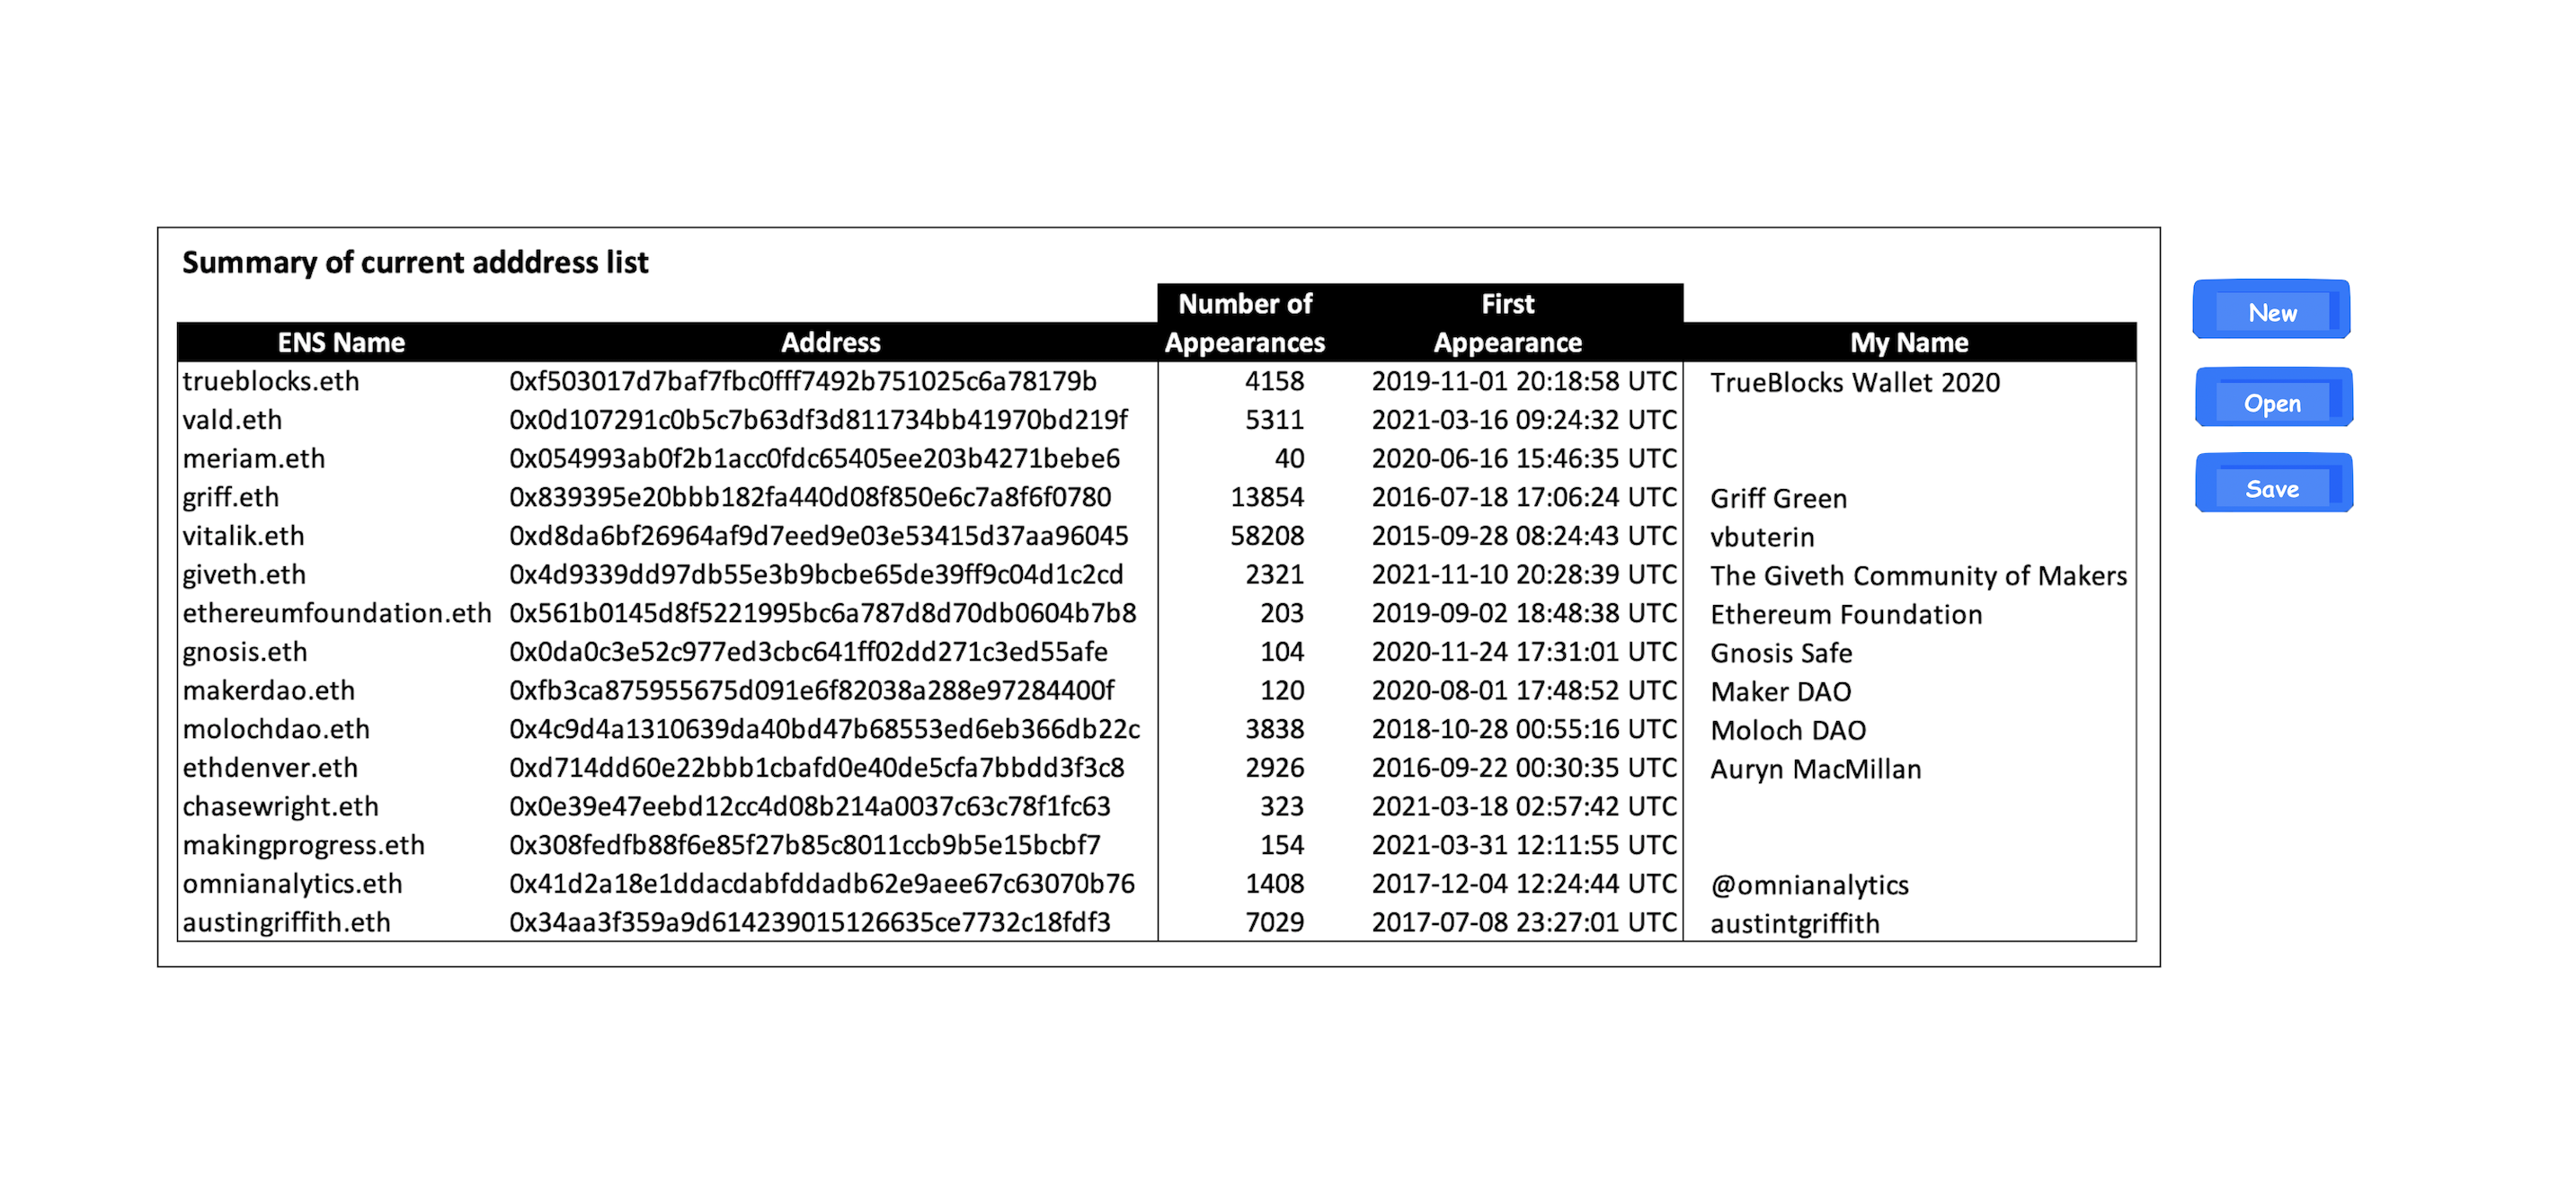 Summary of current adddress list
Number of First
ENS Name Address Appearances Appearance My Name
trueblocks.eth 0xf503017d7baf7fbc0fff7492b751025c6a78179b 4158 2019-11-01 20:18:58 UTC TrueBlocks Wallet 2020
vald.eth 0x0d107291c0b5c7b63df3d811734bb41970bd219f 5311 2021-03-16 09:24:32 UTC
meriam.eth 0x054993ab0f2b1acc0fdc65405ee203b4271bebe6 40 2020-06-16 15:46:35 UTC
griff.eth 0x839395e20bbb182fa440d08f850e6c7a8f6f0780 13854 2016-07-18 17:06:24 UTC Griff Green
vitalik.eth 0xd8da6bf26964af9d7eed9e03e53415d37aa96045 58208 2015-09-28 08:24:43 UTC vbuterin
giveth.eth 0x4d9339dd97db55e3b9bcbe65de39ff9c04d1c2cd 2321 2021-11-10 20:28:39 UTC The Giveth Community of Makers
ethereumfoundation.eth 0x561b0145d8f5221995bc6a787d8d70db0604b7b8 203 2019-09-02 18:48:38 UTC Ethereum Foundation
gnosis.eth 0x0da0c3e52c977ed3cbc641ff02dd271c3ed55afe 104 2020-11-24 17:31:01 UTC Gnosis Safe
makerdao.eth 0xfb3ca875955675d091e6f82038a288e97284400f 120 2020-08-01 17:48:52 UTC Maker DAO
molochdao.eth 0x4c9d4a1310639da40bd47b68553ed6eb366db22c 3838 2018-10-28 00:55:16 UTC Moloch DAO
ethdenver.eth 0xd714dd60e22bbb1cbafd0e40de5cfa7bbdd3f3c8 2926 2016-09-22 00:30:35 UTC Auryn MacMillan
chasewright.eth 0x0e39e47eebd12cc4d08b214a0037c63c78f1fc63 323 2021-03-18 02:57:42 UTC
makingprogress.eth 0x308fedfb88f6e85f27b85c8011ccb9b5e15bcbf7 154 2021-03-31 12:11:55 UTC
omnianalytics.eth 0x41d2a18e1ddacdabfddadb62e9aee67c63070b76 1408 2017-12-04 12:24:44 UTC @omnianalytics
austingriffith.eth 0x34aa3f359a9d614239015126635ce7732c18fdf3 7029 2017-07-08 23:27:01 UTC austintgriffith
New
Open
Save